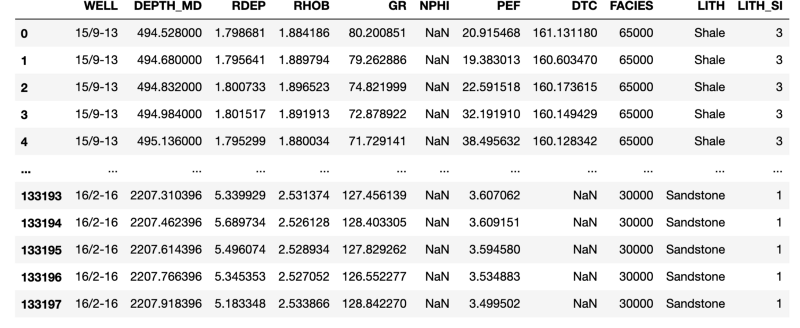 WELL DEPTH_MD RDEP RHOB GR NPHI PEF DTC FACIES LITH LITH_SI
0 15/9-13 494.528000 1.798681 1.884186 80.200851 NaN 20.915468 161.131180 65000 Shale 3
1 15/9-13 494.680000 1.795641 1.889794 79.262886 NaN 19.383013 160.603470 65000 Shale 3
2 15/9-13 494.832000 1.800733 1.896523 74.821999 NaN 22.591518 160.173615 65000 Shale 3
3 15/9-13 494.984000 1.801517 1.891913 72.878922 NaN 32.191910 160.149429 65000 Shale 3
4 15/9-13 495.136000 1.795299 1.880034 71.729141 NaN 38.495632 160.128342 65000 Shale 3
... ... ... ... ... ... ... ... ... ... ... ...
133193 16/2-16 2207.310396 5.339929 2.531374 127.456139 NaN 3.607062 NaN 30000 Sandstone 1
133194 16/2-16 2207.462396 5.689734 2.526128 128.403305 NaN 3.609151 NaN 30000 Sandstone 1
133195 16/2-16 2207.614396 5.496074 2.528934 127.829262 NaN 3.594580 NaN 30000 Sandstone 1
133196 16/2-16 2207.766396 5.345353 2.527052 126.552277 NaN 3.534883 NaN 30000 Sandstone 1
133197 16/2-16 2207.918396 5.183348 2.533866 128.842270 NaN 3.499502 NaN 30000 Sandstone 1